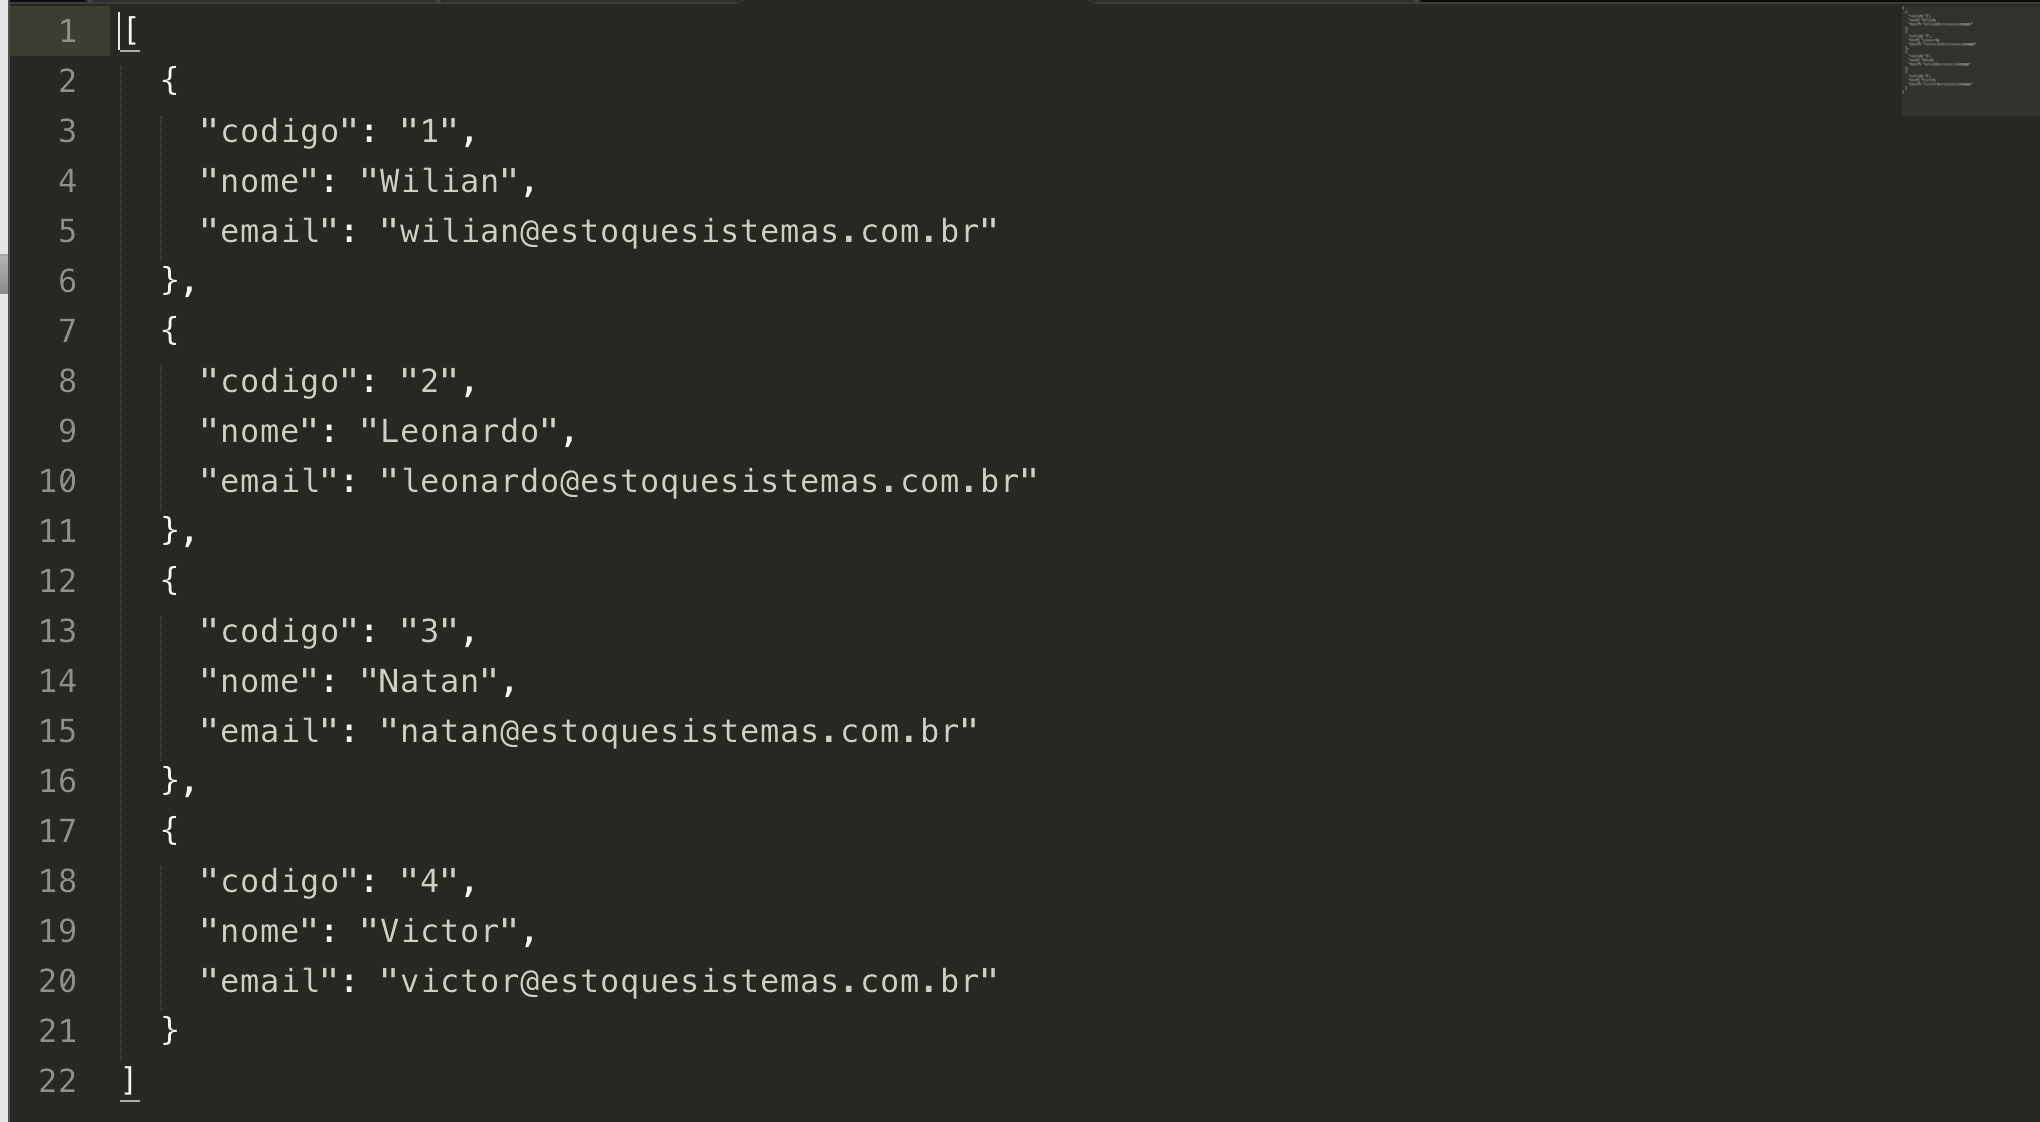 1 [
2   {
3     "codigo": "1",
4     "nome": "Wilian",
5     "email": "wilian@estoquesistemas.com.br"
6   },
7   {
8     "codigo": "2",
9     "nome": "Leonardo",
10     "email": "leonardo@estoquesistemas.com.br"
11   },
12   {
13     "codigo": "3",
14     "nome": "Natan",
15     "email": "natan@estoquesistemas.com.br"
16   },
17   {
18     "codigo": "4",
19     "nome": "Victor",
20     "email": "victor@estoquesistemas.com.br"
21   }
22 ]